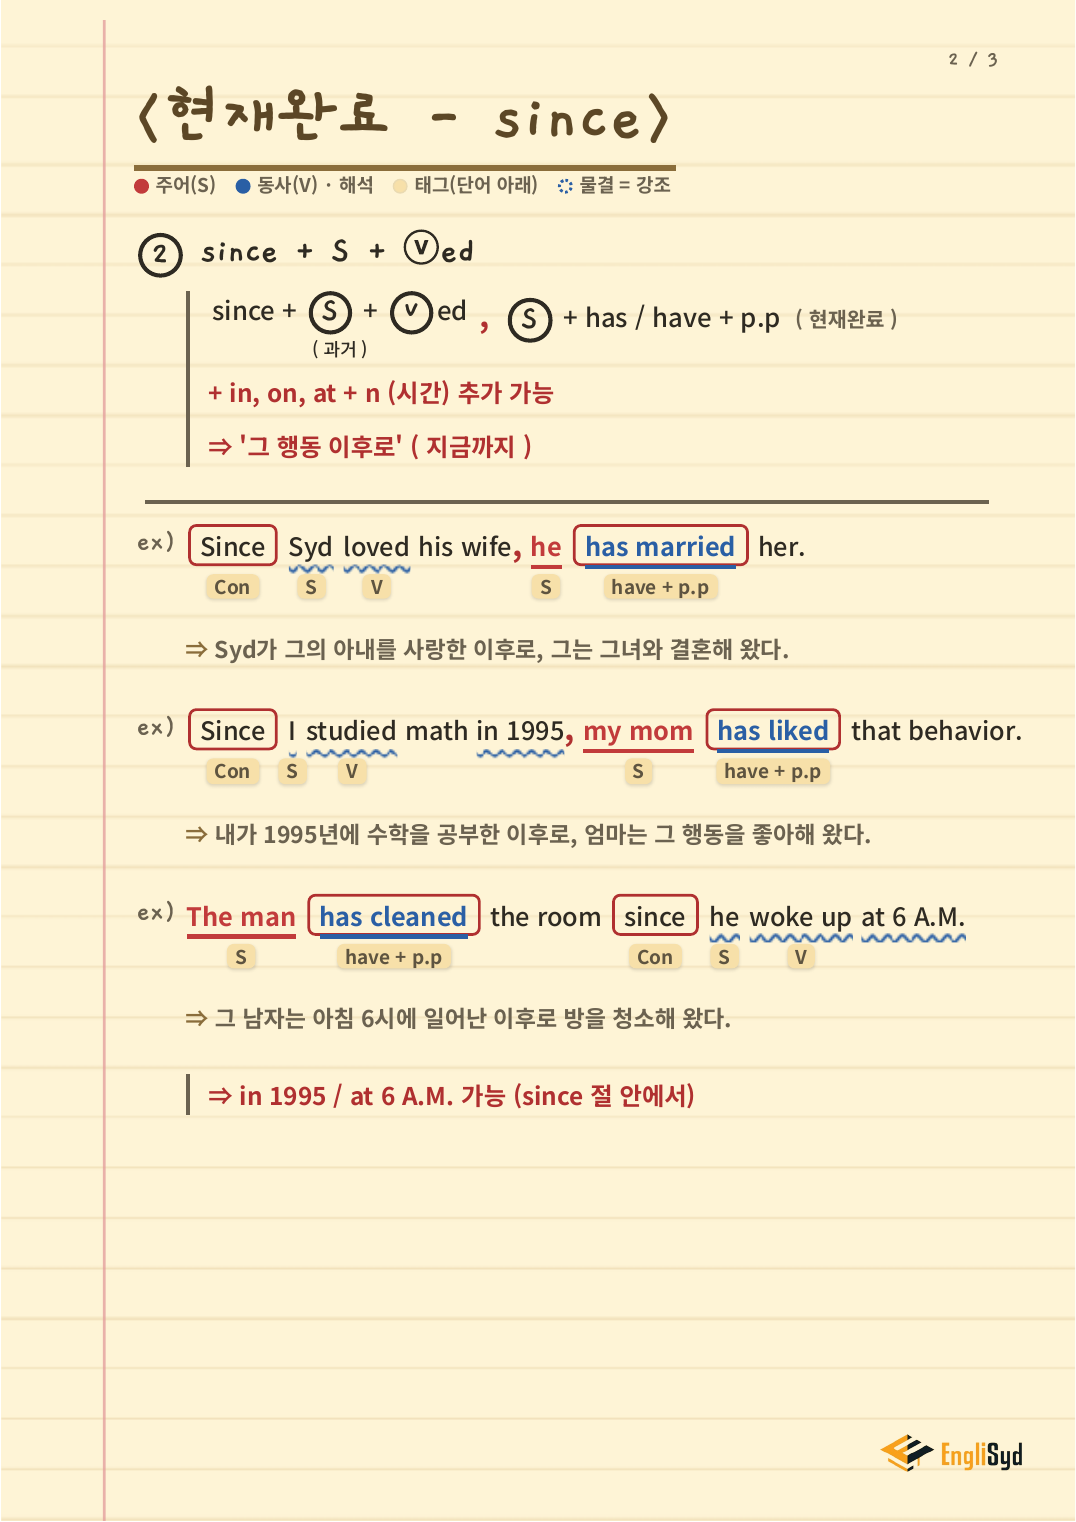 2 / 3
<현재완료 - since>
주어(S) 동사(V) · 해석 태그(단어 아래) 물결 = 강조
2 since + S + Ved
since + S + ved , S + has / have + p.p ( 현재완료 )
( 과거 )
+ in, on, at + n (시간) 추가 가능
⇒ '그 행동 이후로' ( 지금까지 )
ex) Since Syd loved his wife, he has married her.
Con S V S have + p.p
⇒ Syd가 그의 아내를 사랑한 이후로, 그는 그녀와 결혼해 왔다.
ex) Since I studied math in 1995, my mom has liked that behavior.
Con S V S have + p.p
⇒ 내가 1995년에 수학을 공부한 이후로, 엄마는 그 행동을 좋아해 왔다.
ex) The man has cleaned the room since he woke up at 6 A.M.
S have + p.p Con S V
⇒ 그 남자는 아침 6시에 일어난 이후로 방을 청소해 왔다.
⇒ in 1995 / at 6 A.M. 가능 (since 절 안에서)
EngliSyd